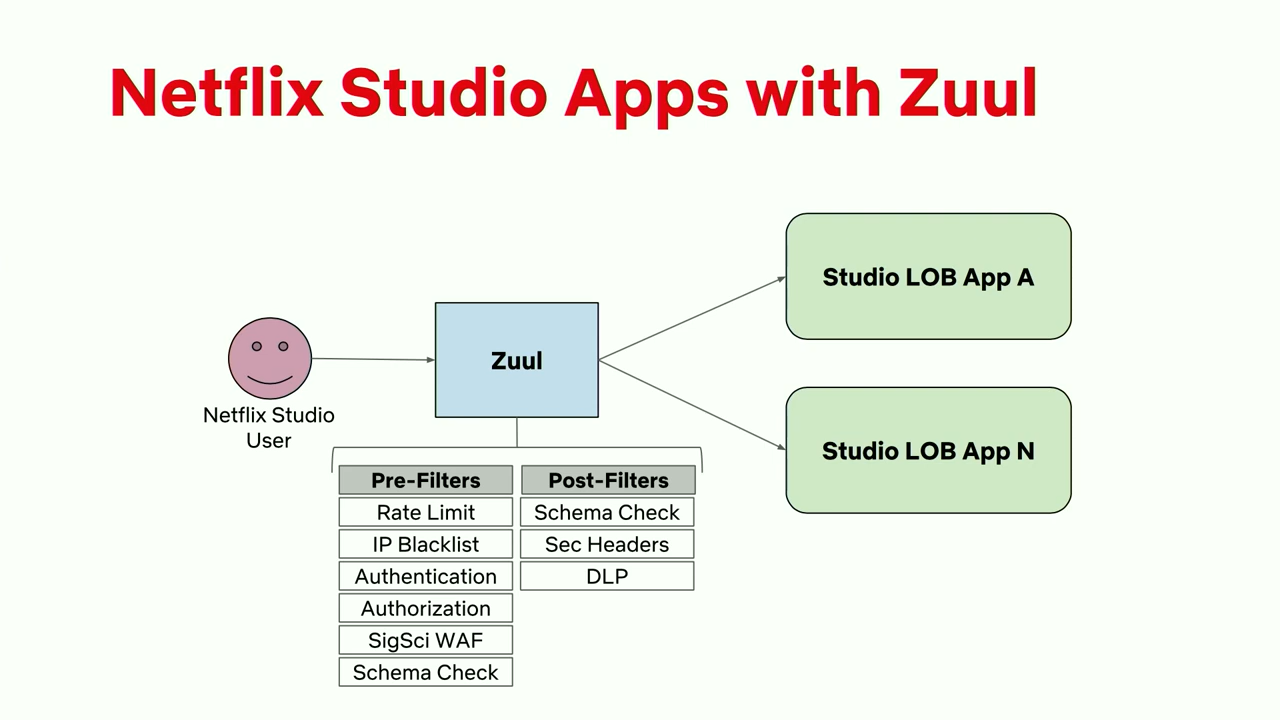 Netflix Studio Apps with Zuul
Studio LOB App A
Zuul
Netflix Studio
User
Studio LOB App N
Pre-Filters
Rate Limit
IP Blacklist
Authentication
Authorization
SigSci WAF
Schema Check
Post-Filters
Schema Check
Sec Headers
DLP